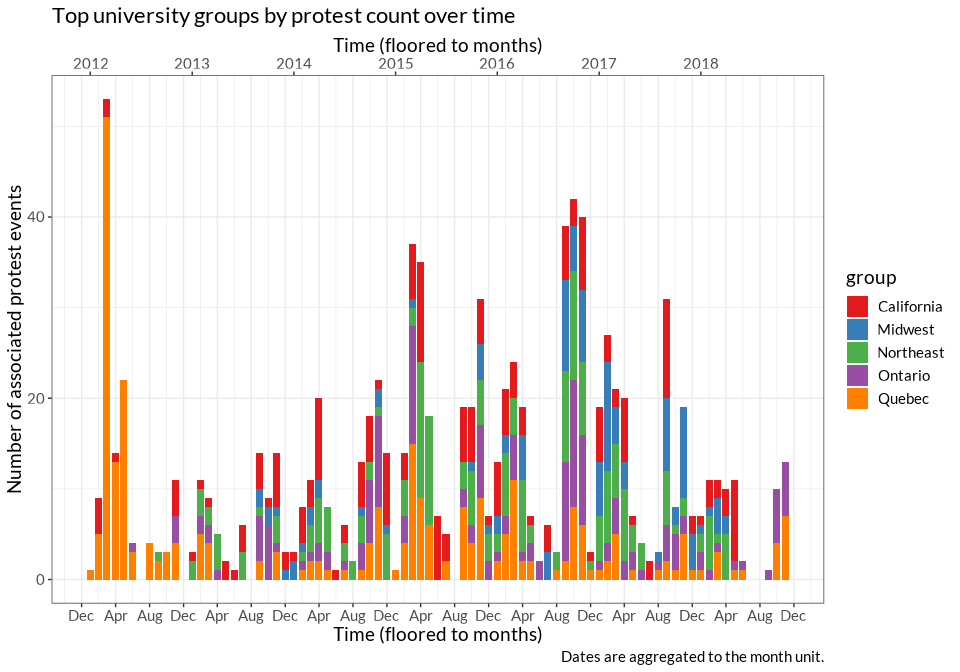 Top university groups by protest count over time
Time (floored to months)
2012 2013 2014 2015 2016 2017 2018
Number of associated protest events
40
20
0
group
California
Midwest
Northeast
Ontario
Quebec
Dec Apr Aug Dec Apr Aug Dec Apr Aug Dec Apr Aug Dec Apr Aug Dec Apr Aug Dec Apr Aug Dec
Time (floored to months)
Dates are aggregated to the month unit.